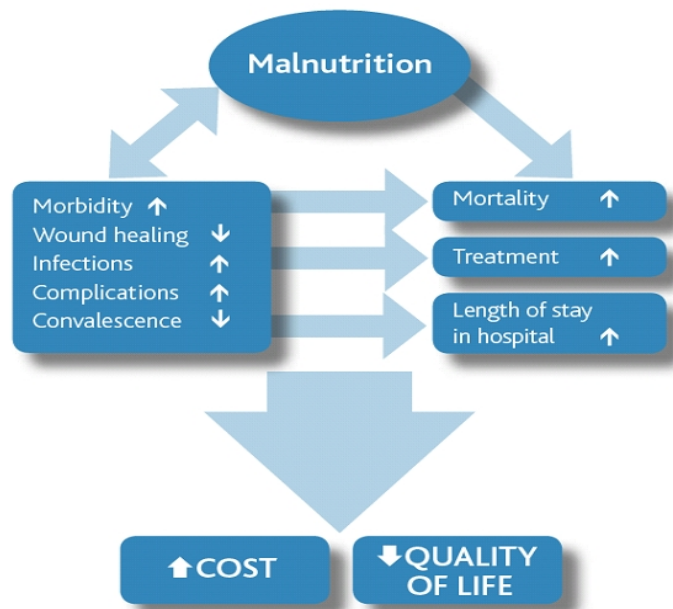 Malnutrition
Morbidity ↑
Wound healing ↓
Infections ↑
Complications ↑
Convalescence ↓
Mortality ↑
Treatment ↑
Length of stay
in hospital ↑
↑COST
↓QUALITY
OF LIFE